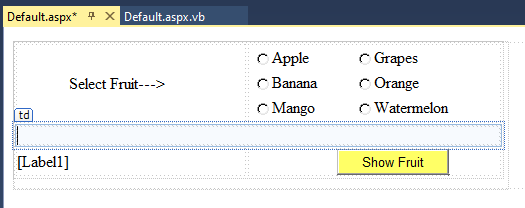 Default.aspx* Default.aspx.vb
Apple Grapes
Select Fruit---> Banana Orange
Mango Watermelon
td
[Label1] Show Fruit